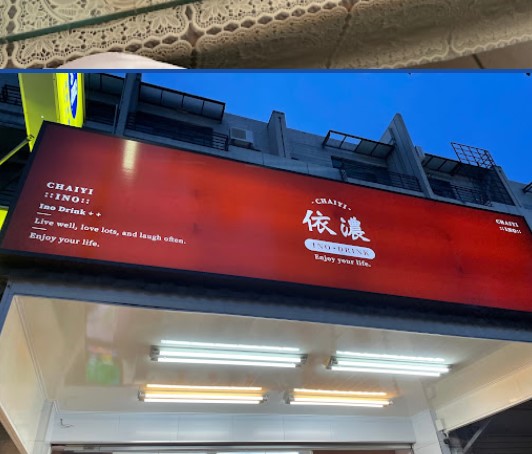 CHAIYI
::INO::
Ino Drink + +
Live well, love lots, and laugh often.
Enjoy your life.
·CHAIYI·
依濃
INO·DRINK
Enjoy your life.
CHAIYI
::INO::